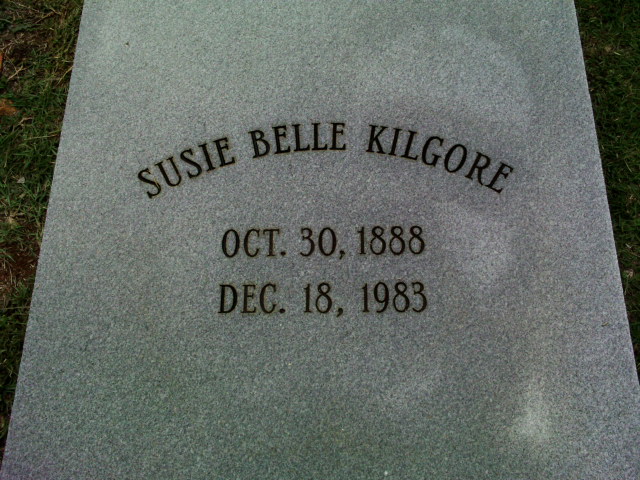 SUSIE BELLE KILGORE
OCT. 30, 1888
DEC. 18, 1983